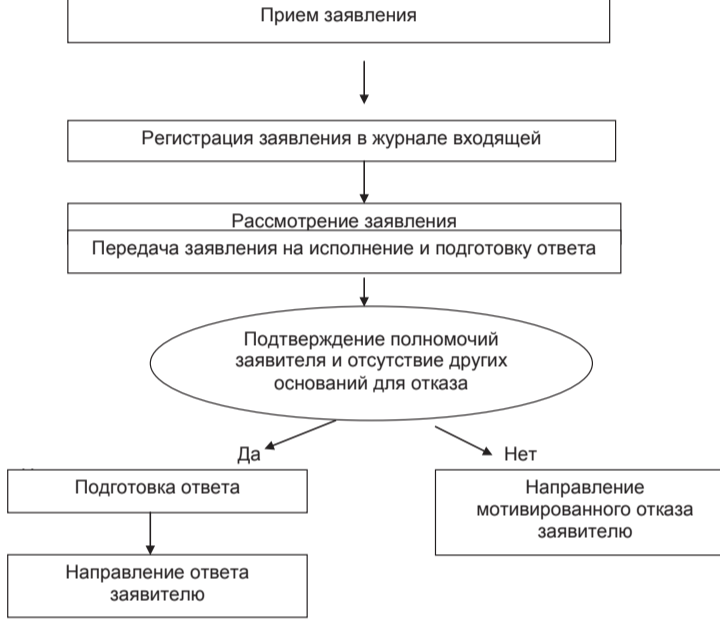 Прием заявления
Регистрация заявления в журнале входящей
Рассмотрение заявления
Передача заявления на исполнение и подготовку ответа
Подтверждение полномочий
заявителя и отсутствие других
оснований для отказа
Да
Нет
Подготовка ответа
Направление
мотивированного отказа
заявителю
Направление ответа
заявителю